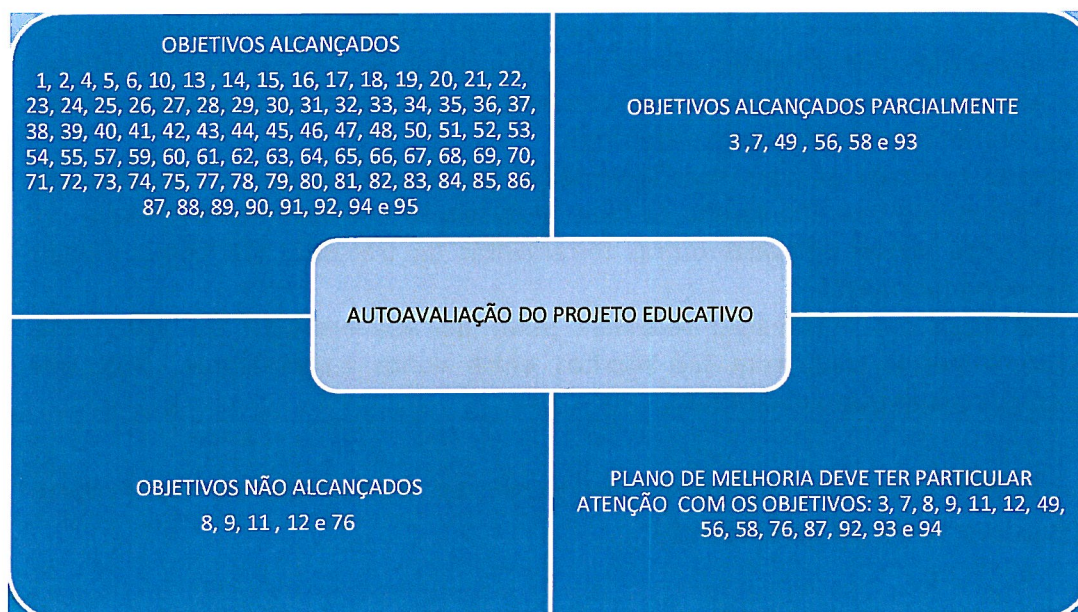 OBJETIVOS ALCANÇADOS
1, 2, 4, 5, 6, 10, 13 , 14, 15, 16, 17, 18, 19, 20, 21, 22,
23, 24, 25, 26, 27, 28, 29, 30, 31, 32, 33, 34, 35, 36, 37,
38, 39, 40, 41, 42, 43, 44, 45, 46, 47, 48, 50, 51, 52, 53,
54, 55, 57, 59, 60, 61, 62, 63, 64, 65, 66, 67, 68, 69, 70,
71, 72, 73, 74, 75, 77, 78, 79, 80, 81, 82, 83, 84, 85, 86,
87, 88, 89, 90, 91, 92, 94 e 95
OBJETIVOS ALCANÇADOS PARCIALMENTE
3 ,7, 49 , 56, 58 e 93
AUTOAVALIAÇÃO DO PROJETO EDUCATIVO
OBJETIVOS NÃO ALCANÇADOS
8, 9, 11 , 12 e 76
PLANO DE MELHORIA DEVE TER PARTICULAR
ATENÇÃO COM OS OBJETIVOS: 3, 7, 8, 9, 11, 12, 49,
56, 58, 76, 87, 92, 93 e 94